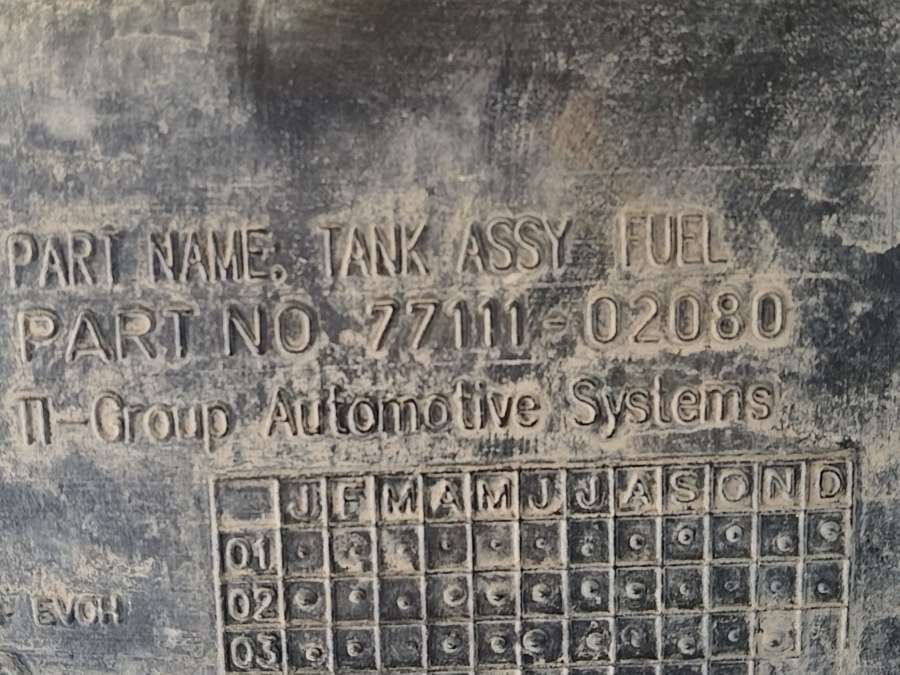 PART NAME: TANK ASSY FUEL
PART NO 77111-02080
TI-Group Automotive Systems
J F M A M J J A S O N D
01
02
EVOH
03